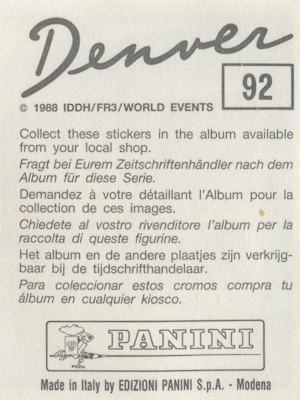 Denver
92
© 1988 IDDH/FR3/WORLD EVENTS
Collect these stickers in the album available
from your local shop.
Fragt bei Eurem Zeitschriftenhändler nach dem
Album für diese Serie.
Demandez à votre détaillant l'Album pour la
collection de ces images.
Chiedete al vostro rivenditore l'album per la
raccolta di queste figurine.
Het album en de andere plaatjes zijn verkrijg-
baar bij de tijdschrifthandelaar.
Para coleccionar estos cromos compra tu
álbum en cualquier kiosco.
PANINI
Made in Italy by EDIZIONI PANINI S.p.A. - Modena